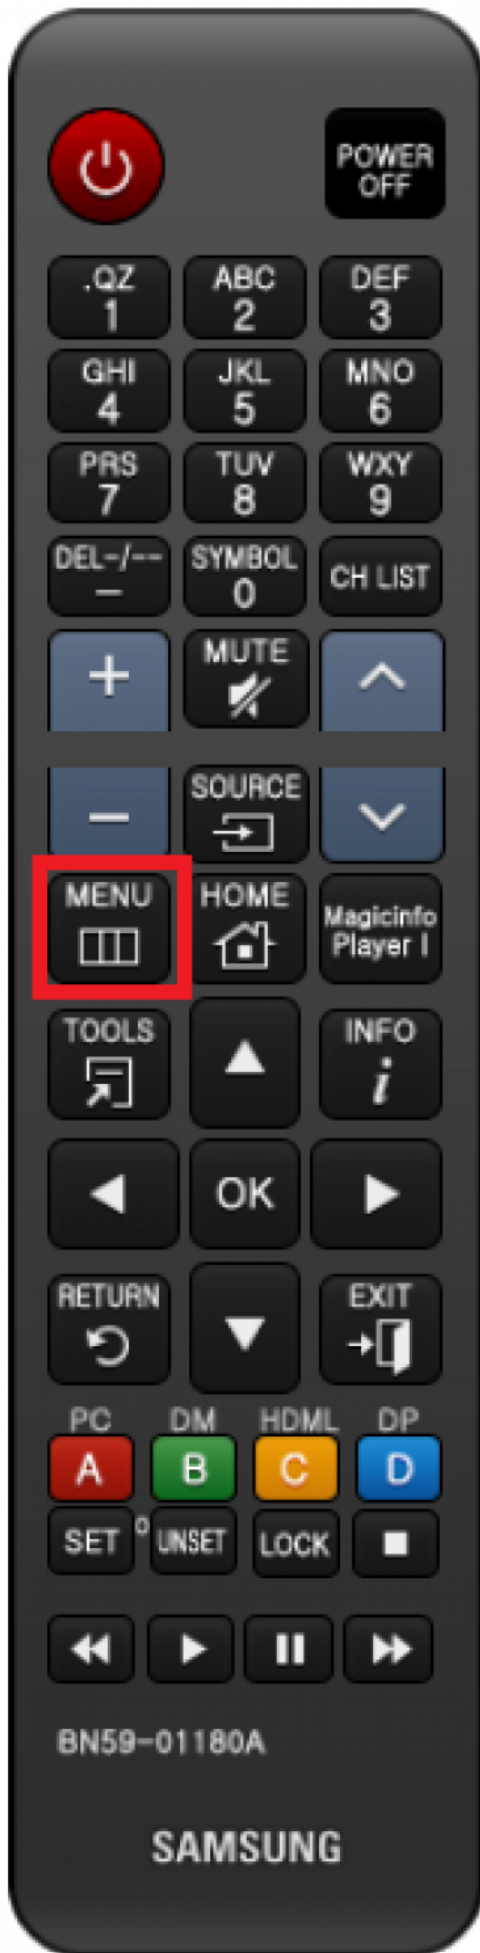 POWER
OFF
.QZ
1
ABC
2
DEF
3
GHI
4
JKL
5
MNO
6
PRS
7
TUV
8
WXY
9
DEL-/--
SYMBOL
0
CH LIST
+
MUTE
−
SOURCE
MENU
HOME
Magicinfo
Player I
TOOLS
INFO
i
OK
RETURN
EXIT
PC DM HDML DP
A B C D
SET UNSET LOCK
BN59-01180A
SAMSUNG